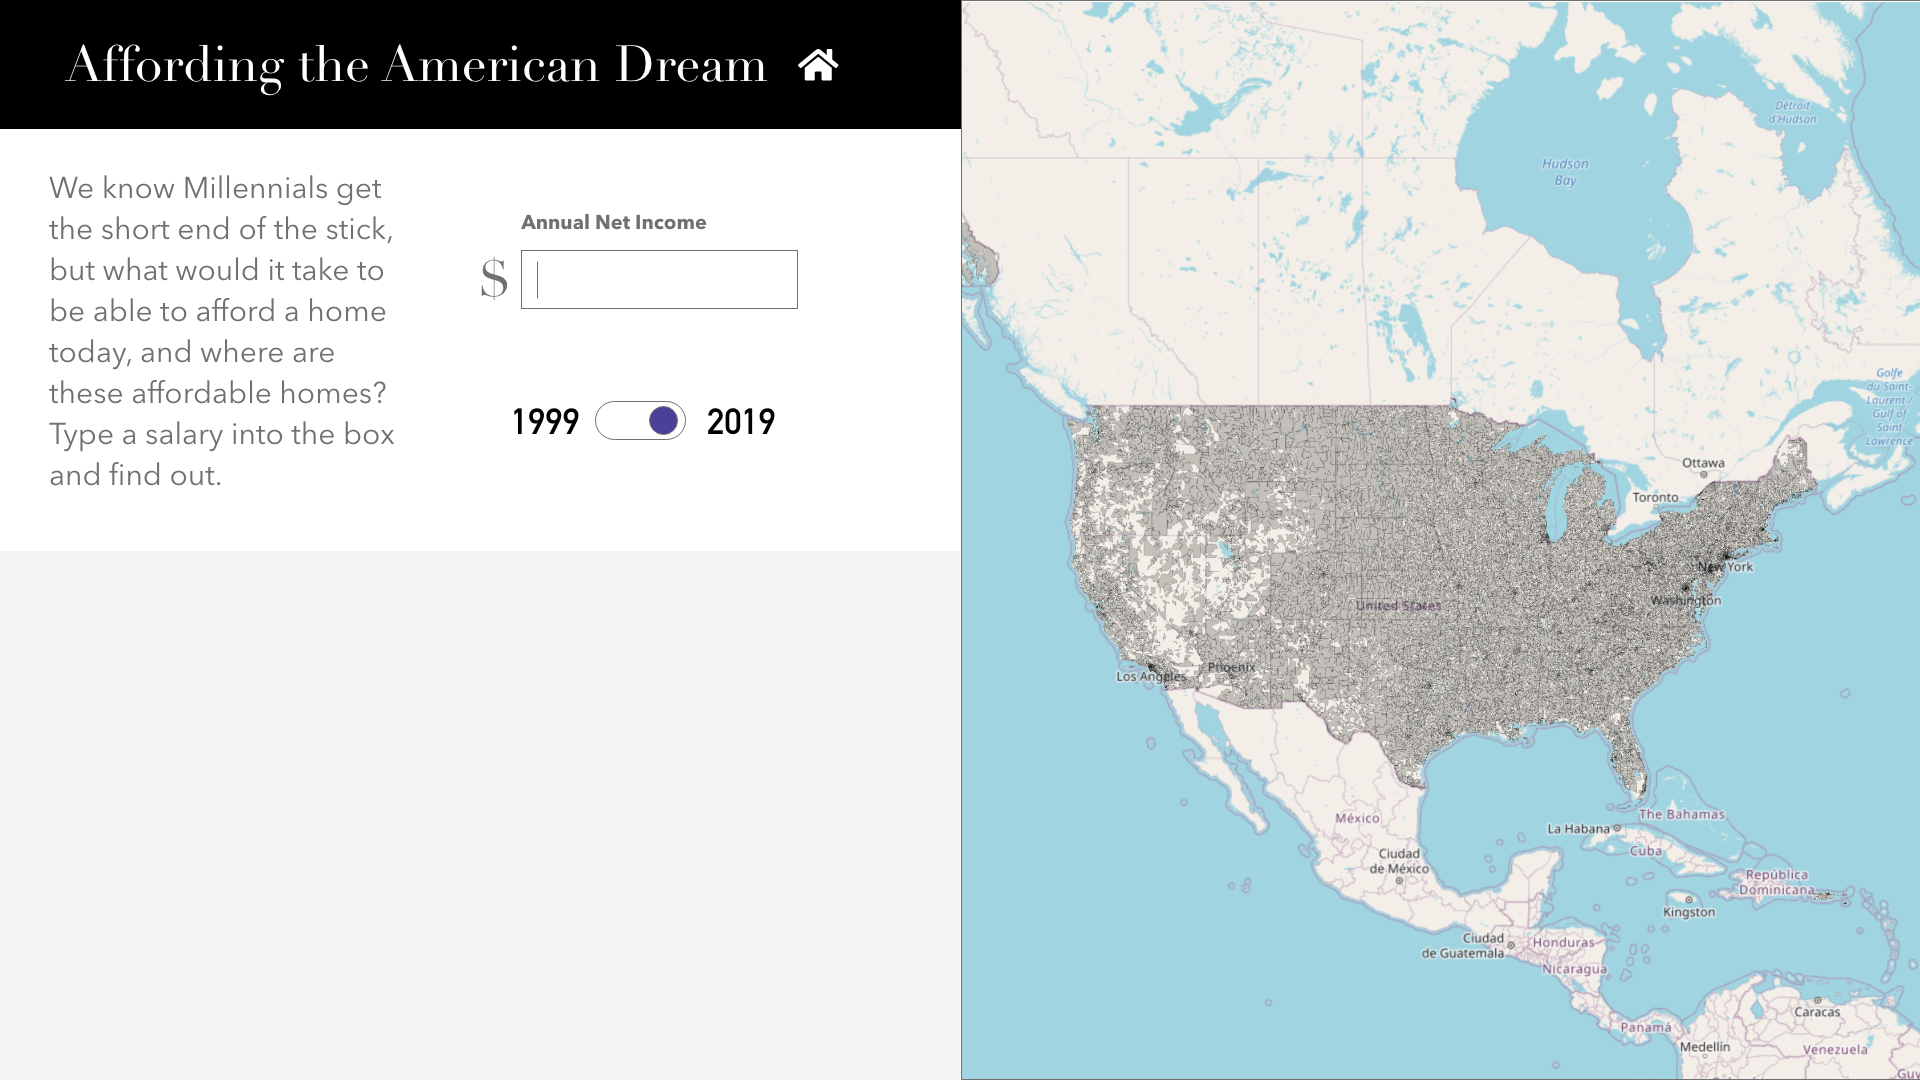 Affording the American Dream
We know Millennials get
the short end of the stick,
but what would it take to
be able to afford a home
today, and where are
these affordable homes?
Type a salary into the box
and find out.
Annual Net Income
$
1999
2019
Détroit
d'Hudson
Hudson
Bay
Golfe
du Saint-
Laurent /
Gulf of
Saint
Lawrence
Ottawa
Toronto
New York
Washington
United States
Phoenix
Los Angeles
México
Ciudad
de México
La Habana
The Bahamas
Cuba
República
Dominicana
Kingston
Ciudad
de Guatemala
Honduras
Nicaragua
Caracas
Panamá
Medellín
Venezuela
Guy